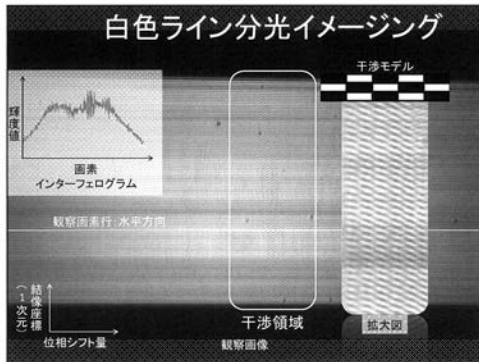 白色ライン分光イメージング
干渉モデル
輝度値
画素
インターフェログラム
観察画素行:水平方向
結像座標
(1次元)
位相シフト量
干渉領域
拡大図
観察画像